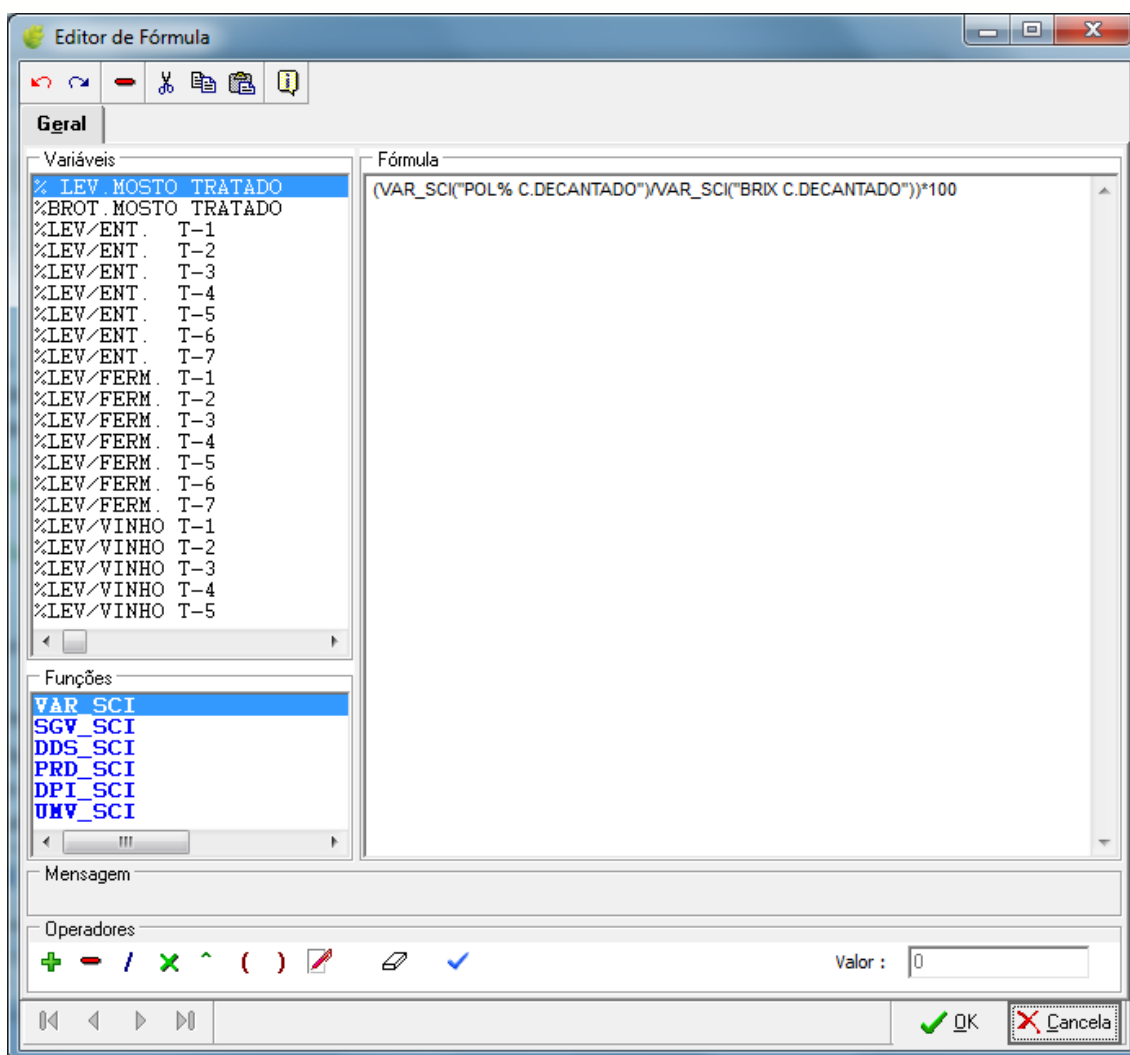 Editor de Fórmula
Geral
Variáveis
% LEV.MOSTO TRATADO
%BROT.MOSTO TRATADO
%LEV/ENT. T-1
%LEV/ENT. T-2
%LEV/ENT. T-3
%LEV/ENT. T-4
%LEV/ENT. T-5
%LEV/ENT. T-6
%LEV/ENT. T-7
%LEV/FERM. T-1
%LEV/FERM. T-2
%LEV/FERM. T-3
%LEV/FERM. T-4
%LEV/FERM. T-5
%LEV/FERM. T-6
%LEV/FERM. T-7
%LEV/VINHO T-1
%LEV/VINHO T-2
%LEV/VINHO T-3
%LEV/VINHO T-4
%LEV/VINHO T-5
Fórmula
(VAR_SCI("POL% C.DECANTADO")/VAR_SCI("BRIX C.DECANTADO"))*100
Funções
VAR_SCI
SGV_SCI
DDS_SCI
PRD_SCI
DPI_SCI
UMV_SCI
Mensagem
Operadores
+ - / x ^ ( )
Valor : 0
OK Cancela